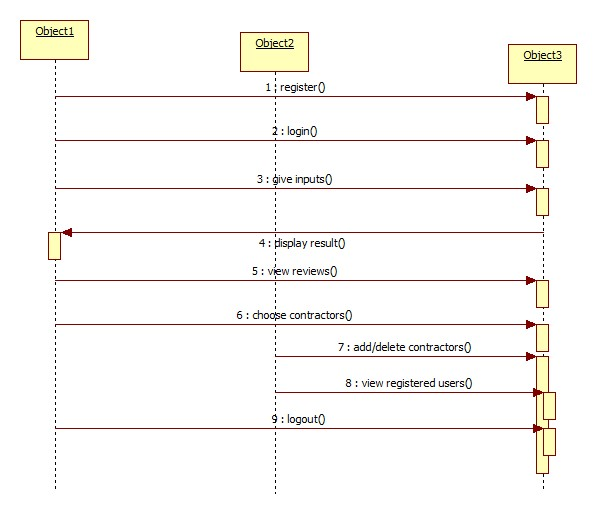 Object1
Object2
Object3
1 : register()
2 : login()
3 : give inputs()
4 : display result()
5 : view reviews()
6 : choose contractors()
7 : add/delete contractors()
8 : view registered users()
9 : logout()